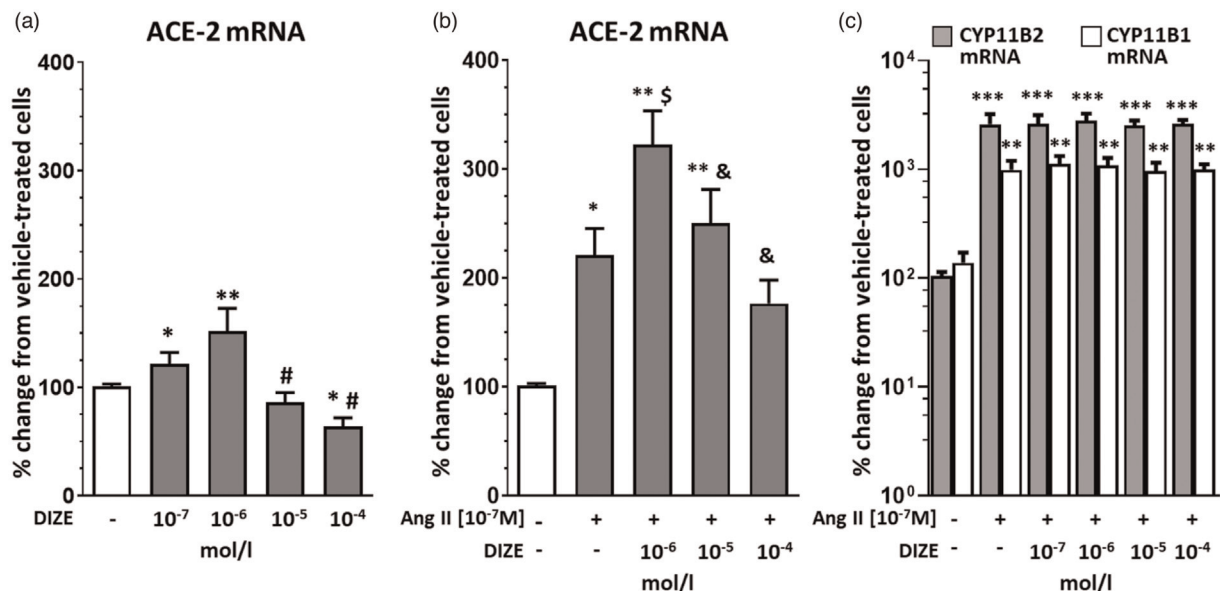 (a)
ACE-2 mRNA
% change from vehicle-treated cells
400
300
200
100
0
*
**
#
* #
DIZE - 10⁻⁷ 10⁻⁶ 10⁻⁵ 10⁻⁴
mol/l
(b)
ACE-2 mRNA
% change from vehicle-treated cells
400
300
200
100
0
*
** $
** &
&
Ang II [10⁻⁷M] - + + + +
DIZE - - 10⁻⁶ 10⁻⁵ 10⁻⁴
mol/l
(c)
CYP11B2 mRNA
CYP11B1 mRNA
% change from vehicle-treated cells
10⁴
10³
10²
10¹
10⁰
*** *** *** *** ***
** ** ** ** **
Ang II [10⁻⁷M] - + + + + +
DIZE - - 10⁻⁷ 10⁻⁶ 10⁻⁵ 10⁻⁴
mol/l